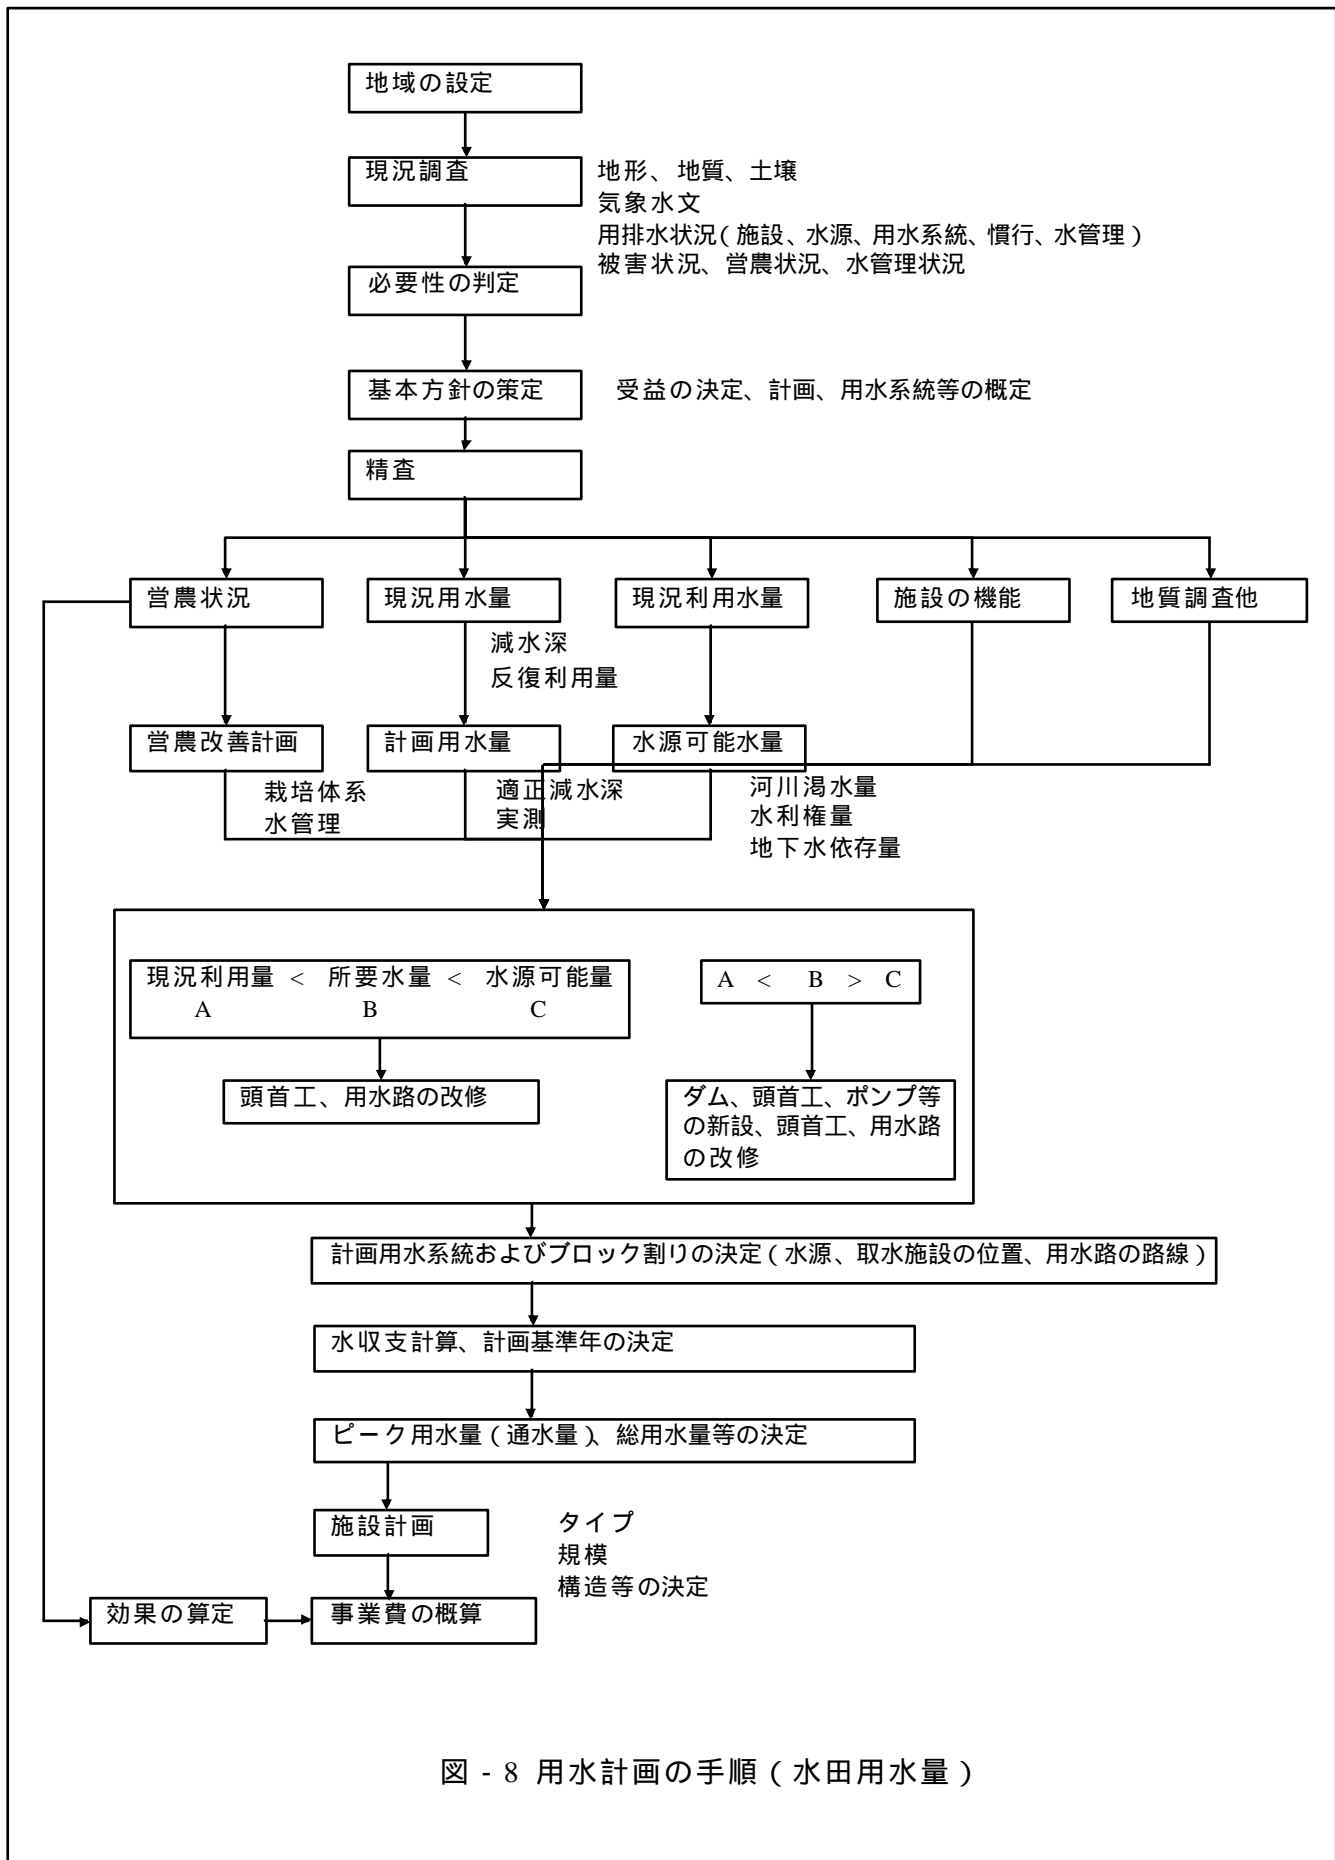 地域の設定
現況調査
地形、地質、土壌
気象水文
用排水状況(施設、水源、用水系統、慣行、水管理)
被害状況、営農状況、水管理状況
必要性の判定
基本方針の策定
受益の決定、計画、用水系統等の概定
精査
営農状況
現況用水量
現況利用水量
施設の機能
地質調査他
減水深
反復利用量
営農改善計画
計画用水量
水源可能水量
栽培体系
水管理
適正減水深
実測
河川渇水量
水利権量
地下水依存量
現況利用量 < 所要水量 < 水源可能量
A B C
A < B > C
頭首工、用水路の改修
ダム、頭首工、ポンプ等
の新設、頭首工、用水路
の改修
計画用水系統およびブロック割りの決定(水源、取水施設の位置、用水路の路線)
水収支計算、計画基準年の決定
ピーク用水量(通水量)、総用水量等の決定
施設計画
タイプ
規模
構造等の決定
効果の算定
事業費の概算
図 - 8 用水計画の手順(水田用水量)